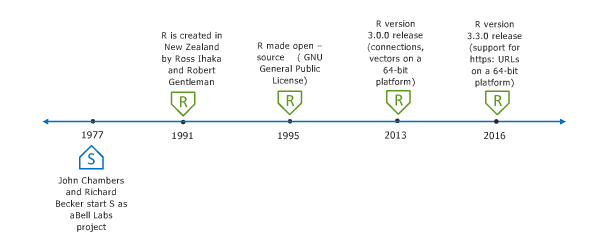 R is created in
New Zealand
by Ross Ihaka
and Robert
Gentleman
R
1991
R made open –
source ( GNU
General Public
License)
R
1995
R version
3.0.0 release
(connections,
vectors on a
64-bit
platform)
R
2013
R version
3.3.0 release
(support for
https: URLs
on a 64-bit
platform)
R
2016
1977
S
John Chambers
and Richard
Becker start S as
aBell Labs
project